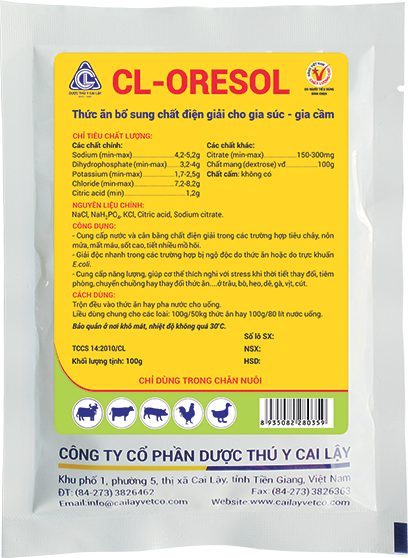 DƯỢC THÚ Y CAI LẬY
CL-ORESOL
DO NGƯỜI TIÊU DÙNG
BÌNH CHỌN
Thức ăn bổ sung chất điện giải cho gia súc - gia cầm
CHỈ TIÊU CHẤT LƯỢNG:
Các chất chính:
Sodium (min-max) 4,2-5,2g
Dihydrophosphate (min-max) 3,2-4g
Potassium (min-max) 1,7-2,5g
Chloride (min-max) 7.2-8,2g
Citric acid (min) 1,2g
Các chất khác:
Citrate (min-max) 150-300mg
Chất mang (dextrose) vđ 100g
Chất cấm: không có
NGUYÊN LIỆU CHÍNH:
NaCl, NaH₂PO₄, KCl, Citric acid, Sodium citrate.
CÔNG DỤNG:
- Cung cấp nước và cân bằng chất điện giải trong các trường hợp tiêu chảy, nôn
mửa, mất máu, sốt cao, tiết nhiều mồ hôi.
- Giải độc nhanh trong các trường hợp bị ngộ độc do thức ăn hoặc do trực khuẩn
E.coli.
- Cung cấp năng lượng, giúp cơ thể thích nghi với stress khi thời tiết thay đổi, tiêm
phòng, chuyển chuồng hay thay đổi thức ăn....ở trâu, bò, heo, dê, gà, vịt, cút.
CÁCH DÙNG:
Trộn đều vào thức ăn hay pha nước cho uống.
Liều dùng chung cho các loài: 100g/50kg thức ăn hay 100g/80 lít nước uống.
Bảo quản ở nơi khô mát, nhiệt độ không quá 30°C.
Số lô SX:
TCCS 14:2010/CL
NSX:
Khối lượng tịnh: 100g
HSD:
CHỈ DÙNG TRONG CHĂN NUÔI
8 935082 280359
CÔNG TY CỔ PHẦN DƯỢC THÚ Y CAI LẬY
Khu phố 1, phường 5, thị xã Cai Lậy, tỉnh Tiền Giang, Việt Nam
ĐT: (84-273) 3826462 Fax: (84-273) 3826363
Email:info@cailayvetco.com Website:www.cailayvetco.com